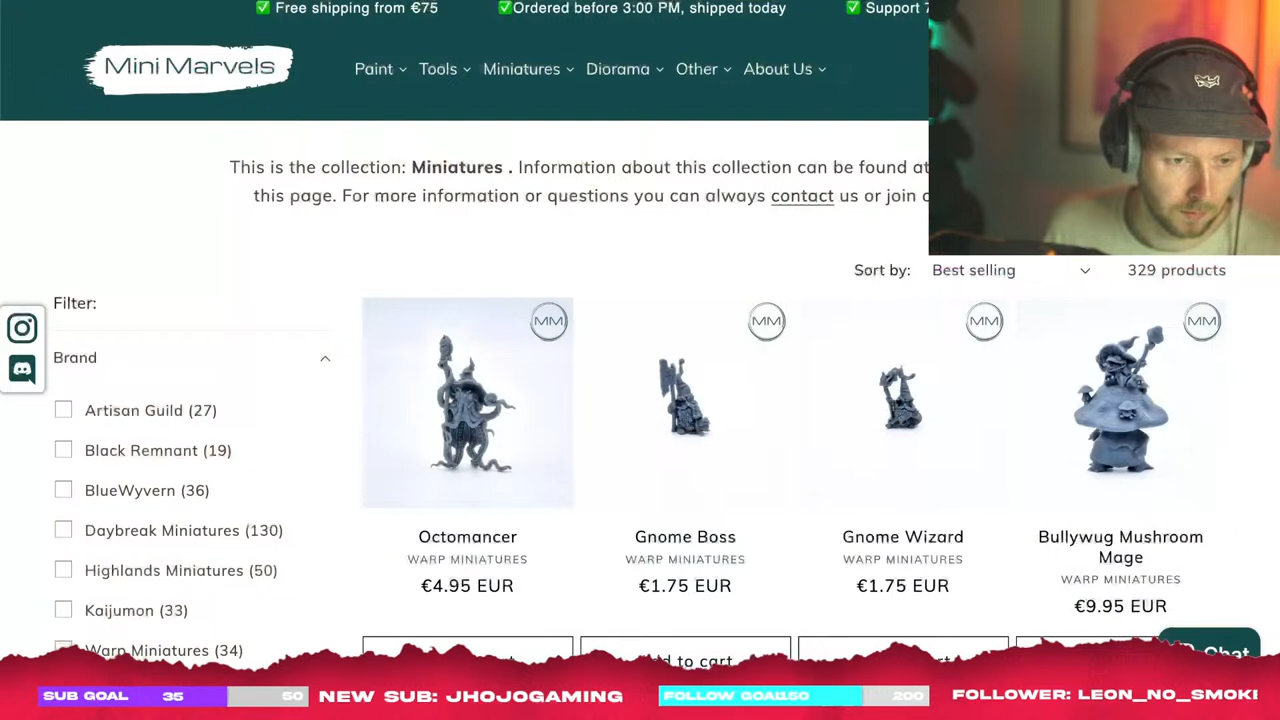 ✅ Free shipping from €75 ✅Ordered before 3:00 PM, shipped today ✅ Support
Mini Marvels
Paint Tools Miniatures Diorama Other About Us
This is the collection: Miniatures . Information about this collection can be found at
this page. For more information or questions you can always contact us or join
Sort by: Best selling 329 products
Filter:
Brand
Artisan Guild (27)
Black Remnant (19)
BlueWyvern (36)
Daybreak Miniatures (130)
Highlands Miniatures (50)
Kaijumon (33)
Warp Miniatures (34)
MM
MM
MM
MM
Octomancer
WARP MINIATURES
€4.95 EUR
Gnome Boss
WARP MINIATURES
€1.75 EUR
Gnome Wizard
WARP MINIATURES
€1.75 EUR
Bullywug Mushroom
Mage
WARP MINIATURES
€9.95 EUR
to cart
Chat
SUB GOAL 35 50 NEW SUB: JHOJOGAMING FOLLOW GOAL 150 200 FOLLOWER: LEON_NO_SMOKE